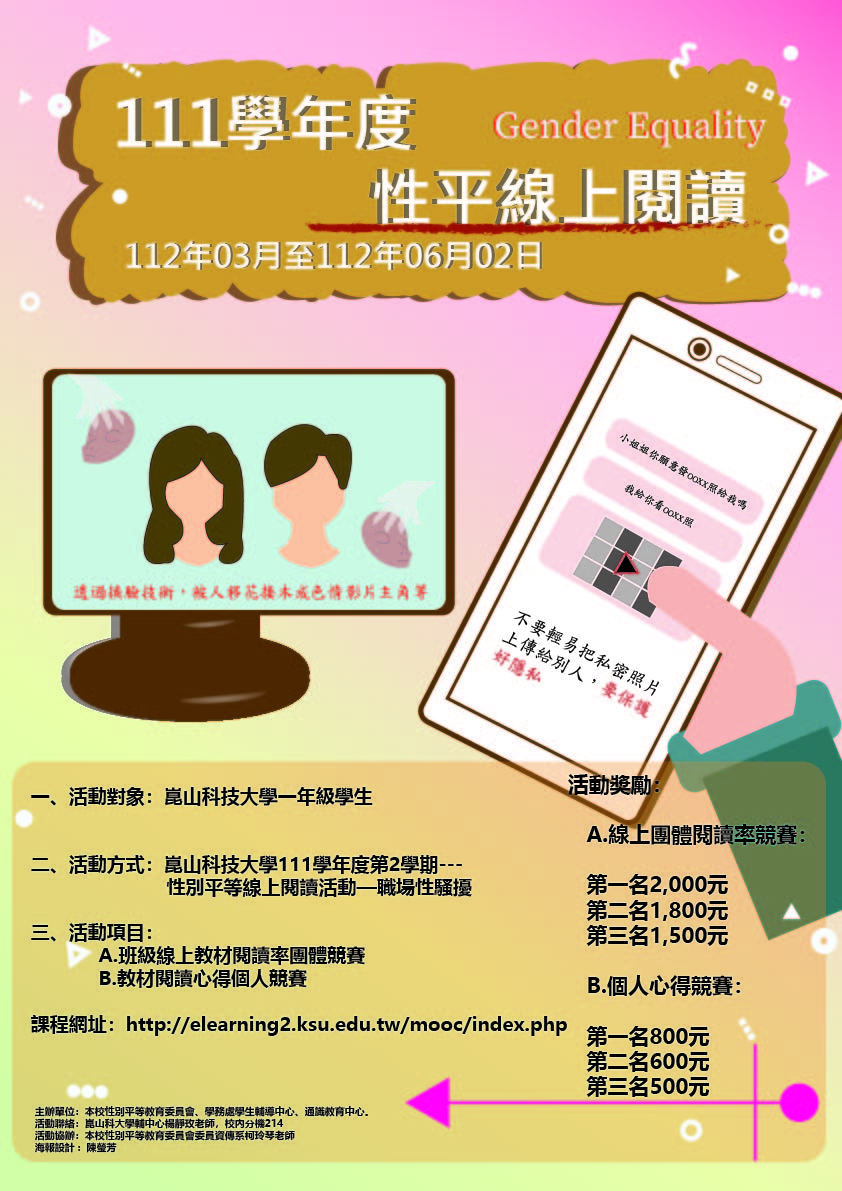 111學年度
Gender Equality
性平線上閱讀
112年03月至112年06月02日
透過換臉技術，被人移花接木成色情影片主角等
小姐姐你願意發OOXX照給我嗎
我給你看OOXX照
不要輕易把私密照片
上傳給別人，要保護
好隱私
一、活動對象：崑山科技大學一年級學生
二、活動方式：崑山科技大學111學年度第2學期---
性別平等線上閱讀活動—職場性騷擾
三、活動項目：
A.班級線上教材閱讀率團體競賽
B.教材閱讀心得個人競賽
課程網址：http://elearning2.ksu.edu.tw/mooc/index.php
活動獎勵：
A.線上團體閱讀率競賽：
第一名2,000元
第二名1,800元
第三名1,500元
B.個人心得競賽：
第一名800元
第二名600元
第三名500元
主辦單位：本校性別平等教育委員會、學務處學生輔導中心、通識教育中心。
活動聯絡：崑山科大學輔中心楊靜玫老師，校內分機214
活動協辦：本校性別平等教育委員會委員資傳系柯玲琴老師
海報設計：陳瑩芳